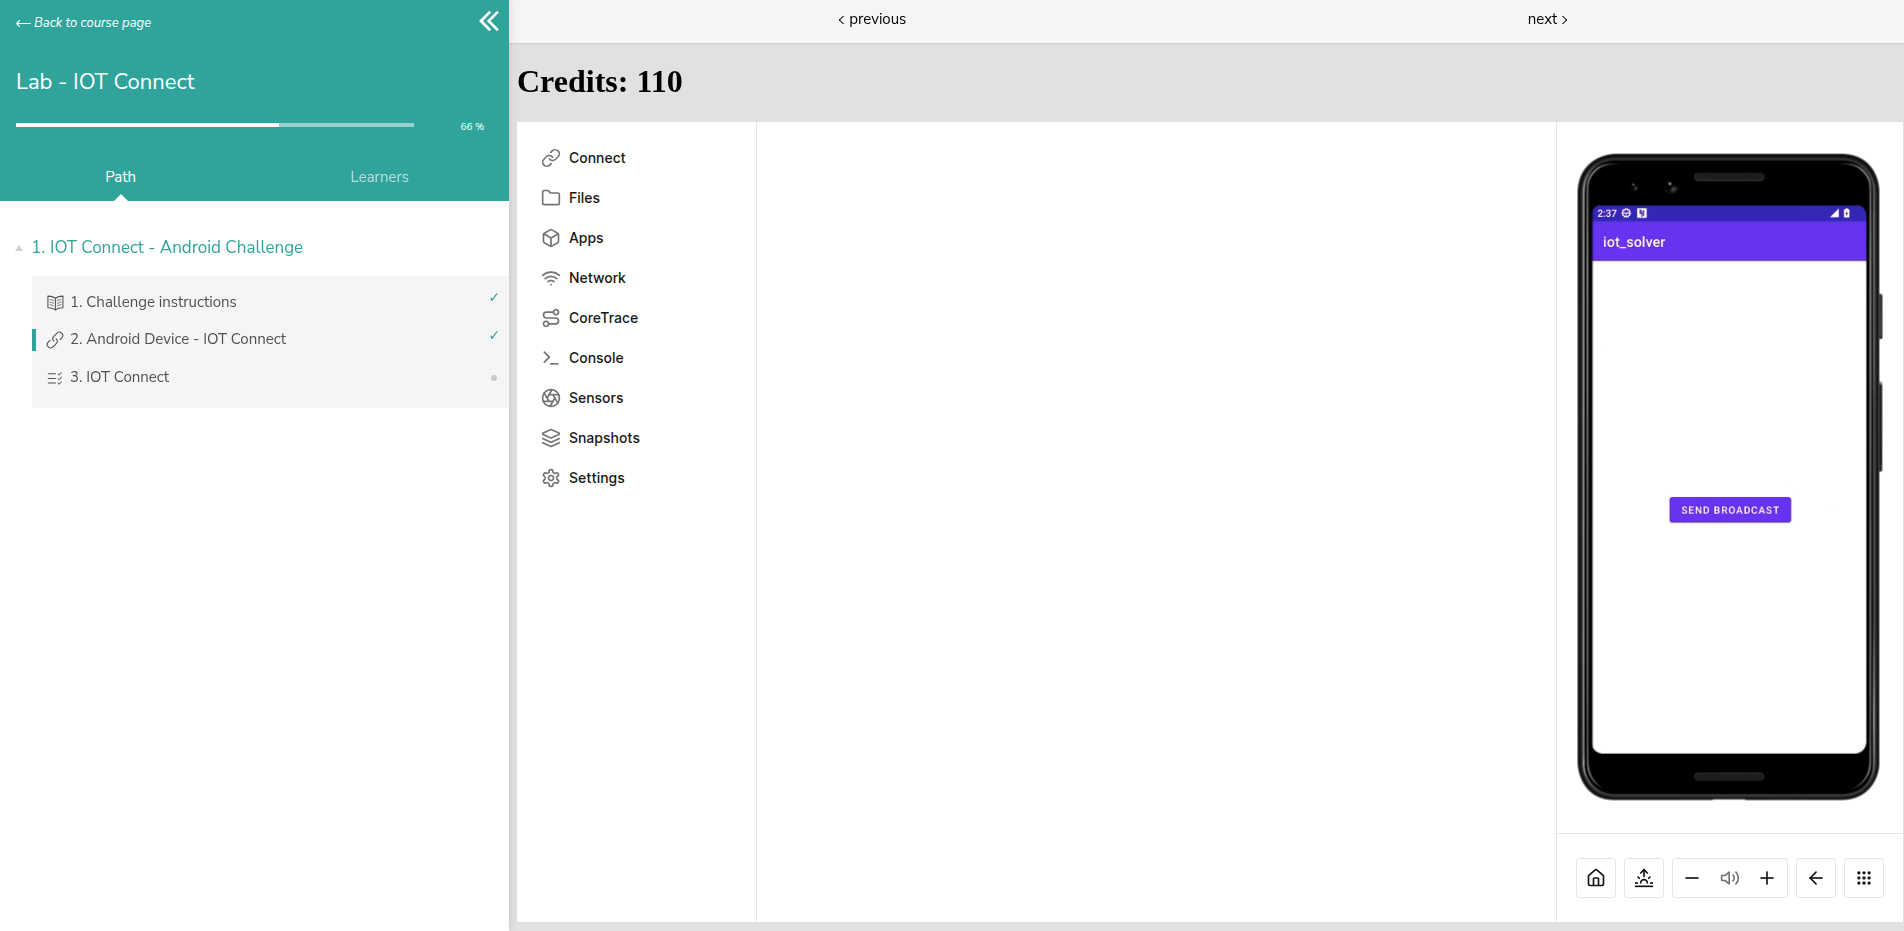 Back to course page
Lab - IOT Connect
66 %
Path
Learners
1. IOT Connect - Android Challenge
1. Challenge instructions
2. Android Device - IOT Connect
3. IOT Connect
previous
next
Credits: 110
Connect
Files
Apps
Network
CoreTrace
Console
Sensors
Snapshots
Settings
2:37
iot_solver
SEND BROADCAST